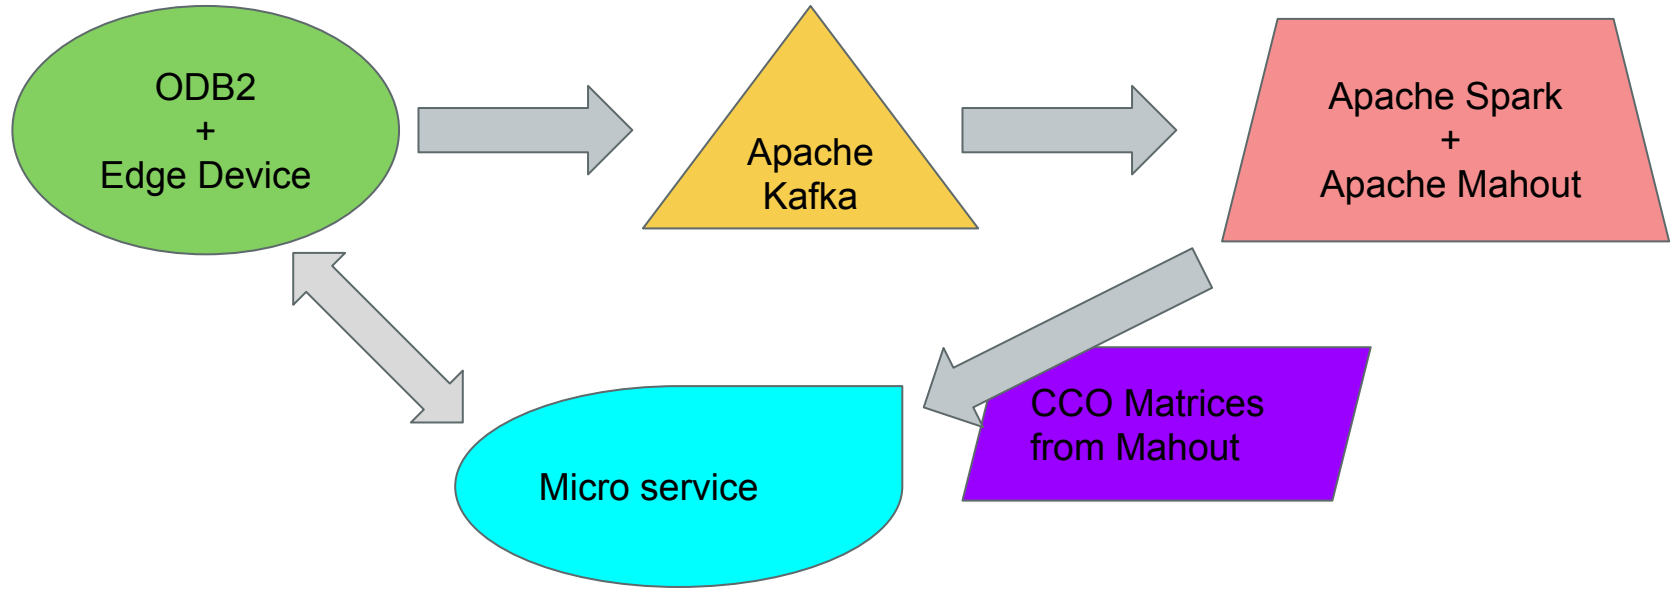 ODB2
+
Edge Device
Apache
Kafka
Apache Spark
+
Apache Mahout
CCO Matrices
from Mahout
Micro service